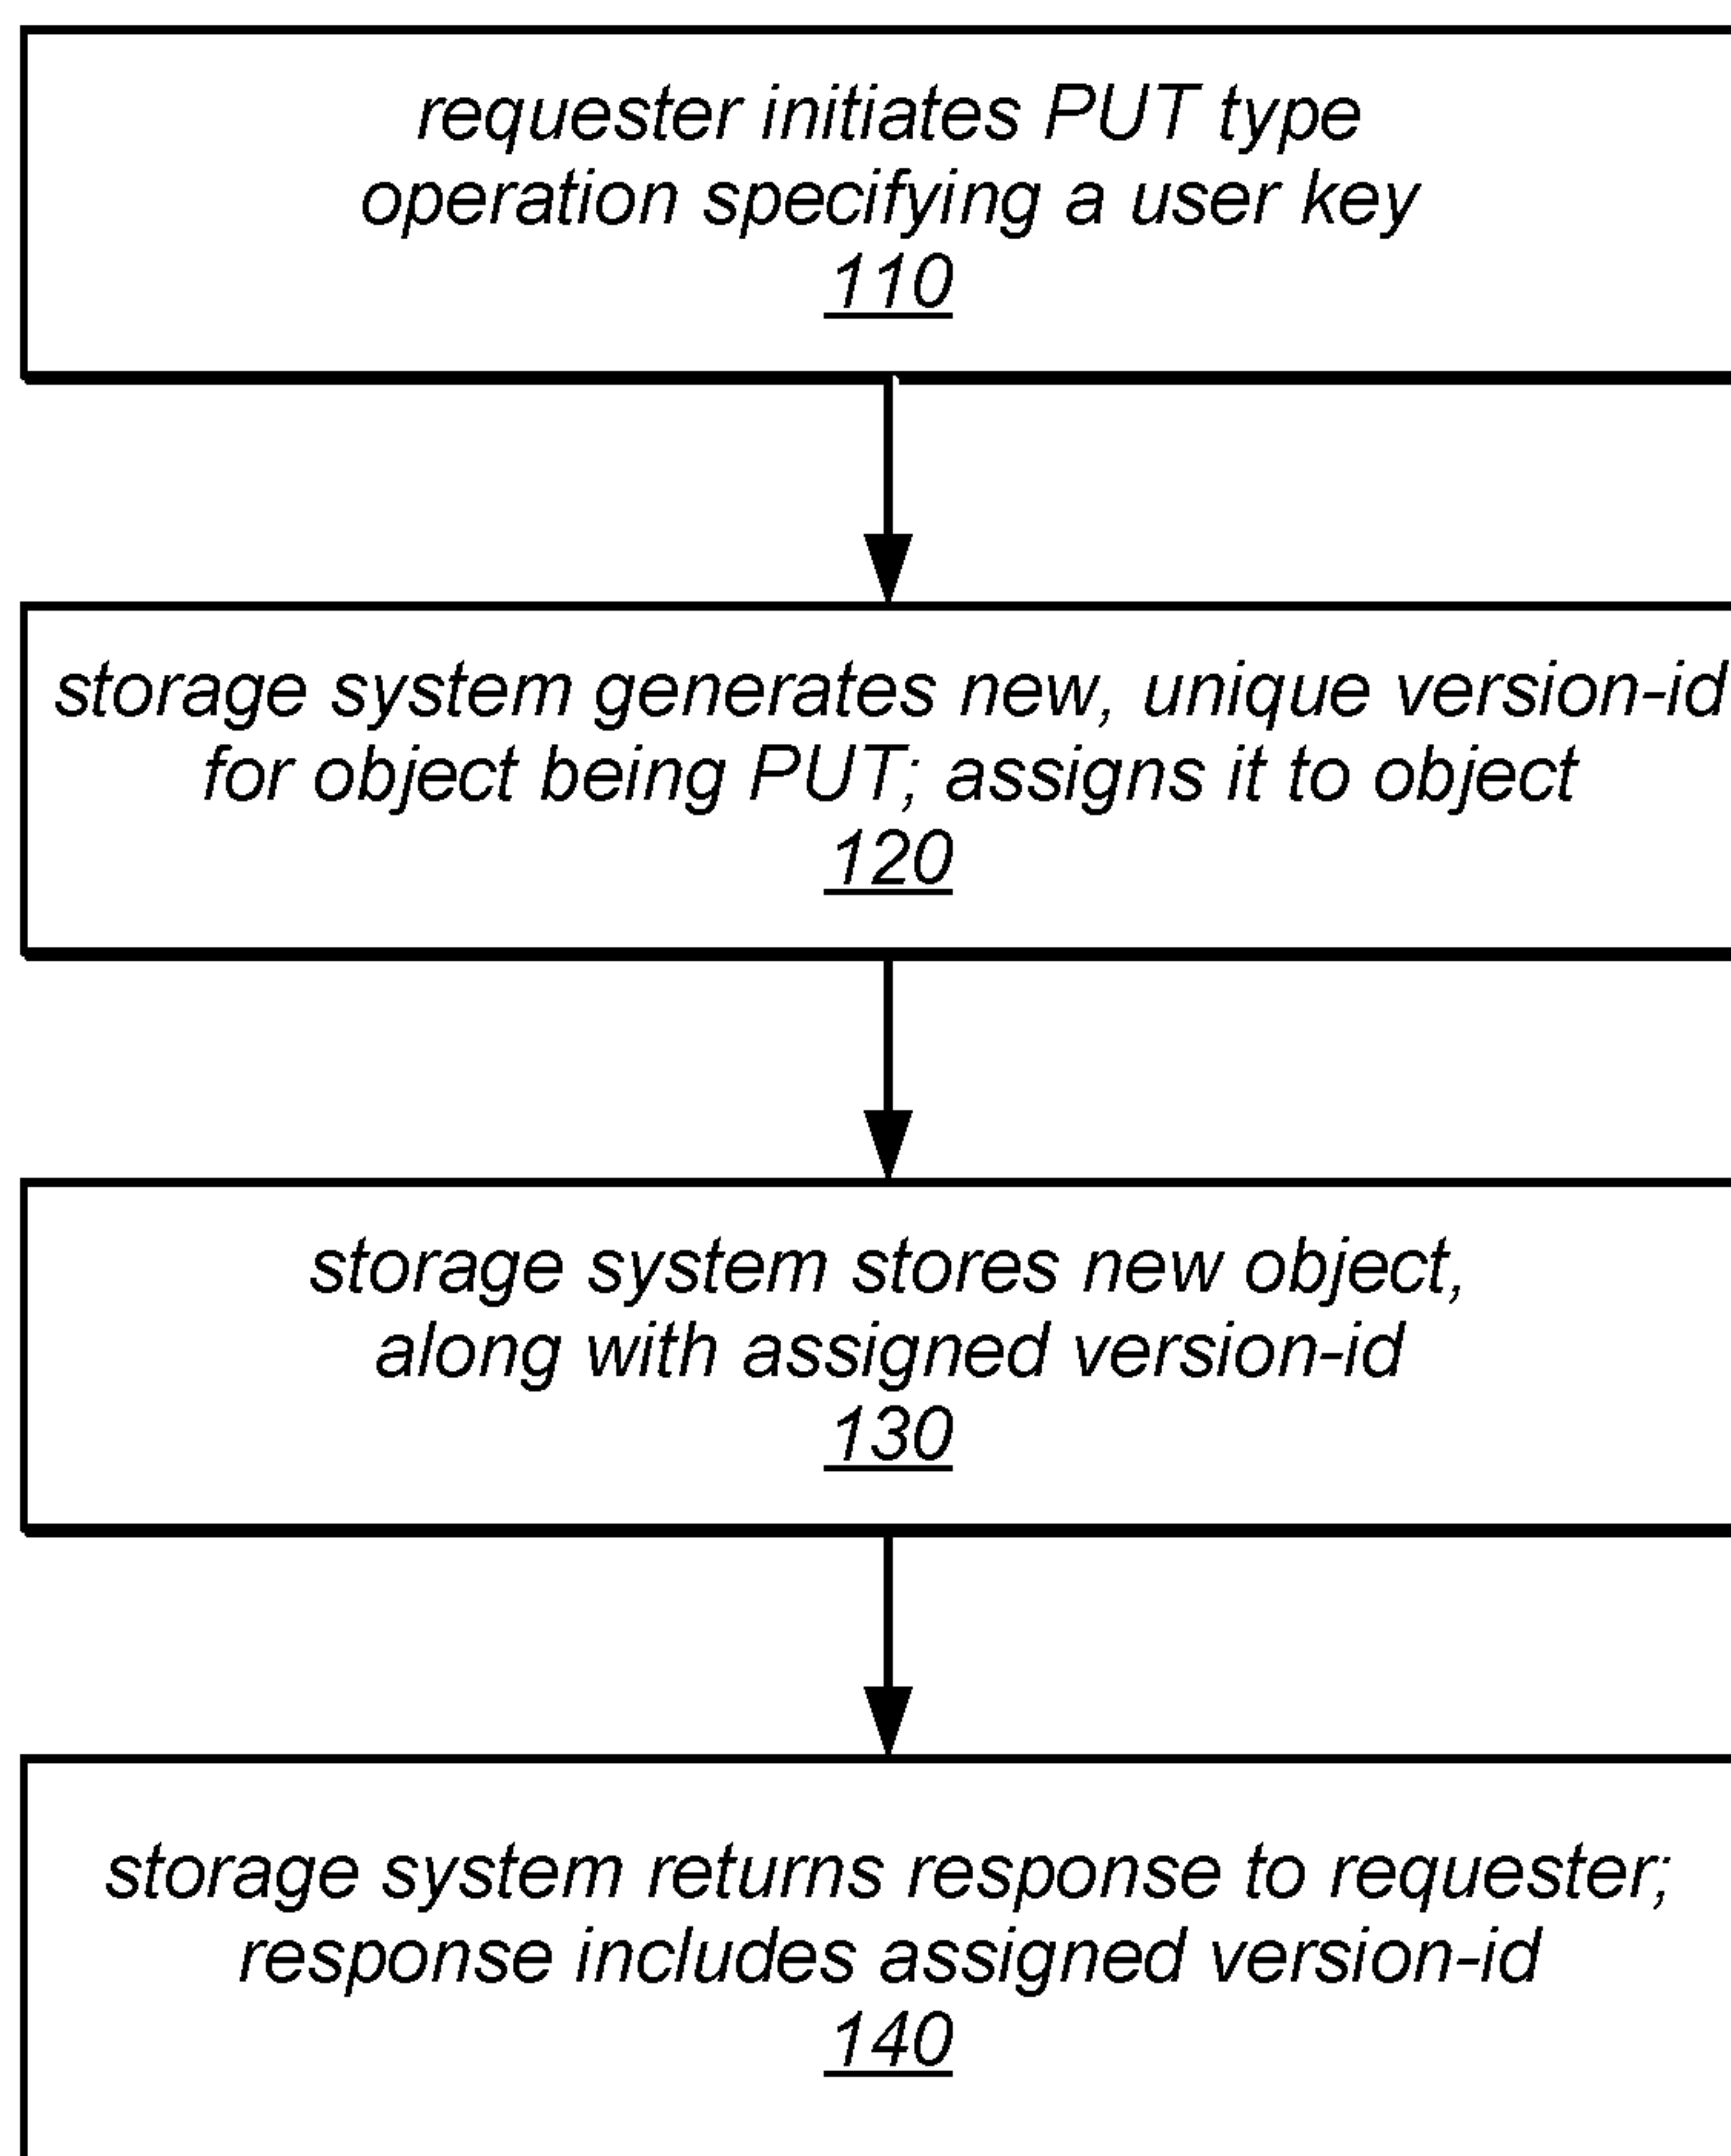 requester initiates PUT type
operation specifying a user key
110
storage system generates new, unique version-id
for object being PUT; assigns it to object
120
storage system stores new object,
along with assigned version-id
130
storage system returns response to requester;
response includes assigned version-id
140